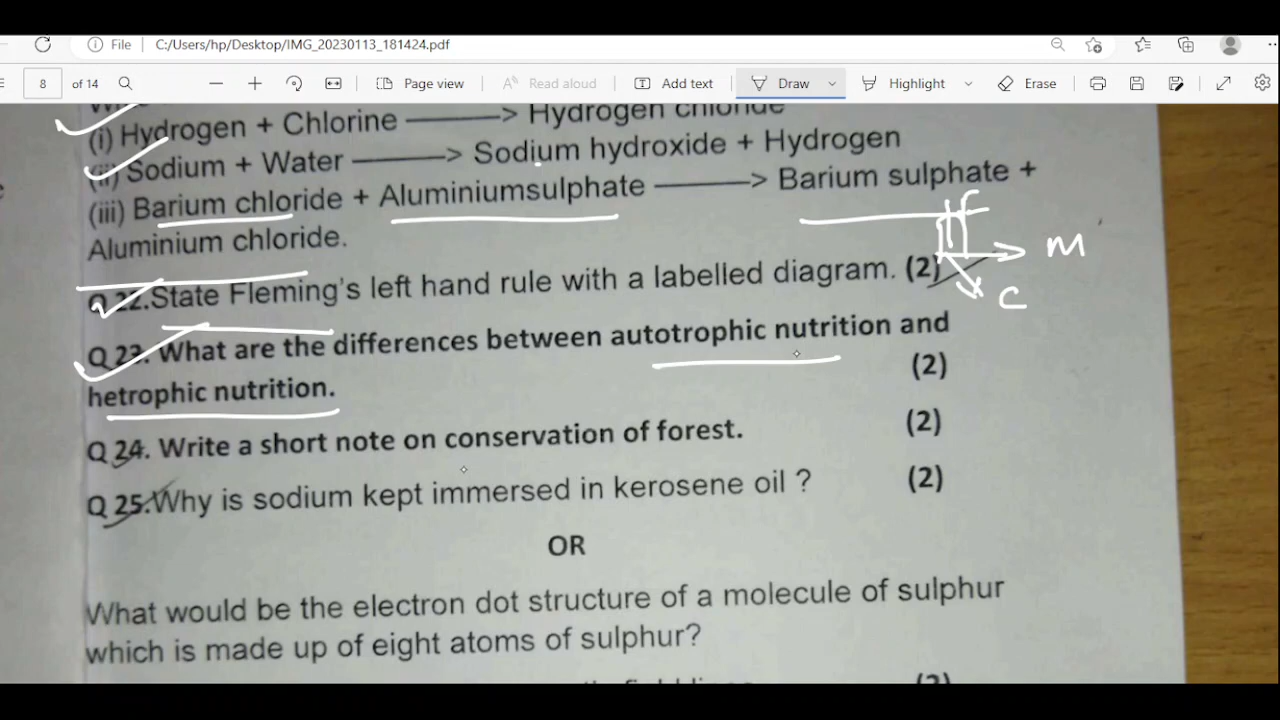 File C:/Users/hp/Desktop/IMG_20230113_181424.pdf
8 of 14 Page view Read aloud Add text Draw Highlight Erase
(i) Hydrogen + Chlorine ———> Hydrogen chloride
(ii) Sodium + Water ———> Sodium hydroxide + Hydrogen
(iii) Barium chloride + Aluminiumsulphate ———> Barium sulphate +
Aluminium chloride.
f
M
C
Q 22.State Fleming's left hand rule with a labelled diagram. (2)
Q 23. What are the differences between autotrophic nutrition and
hetrophic nutrition. (2)
Q 24. Write a short note on conservation of forest. (2)
Q 25.Why is sodium kept immersed in kerosene oil ? (2)
OR
What would be the electron dot structure of a molecule of sulphur
which is made up of eight atoms of sulphur?